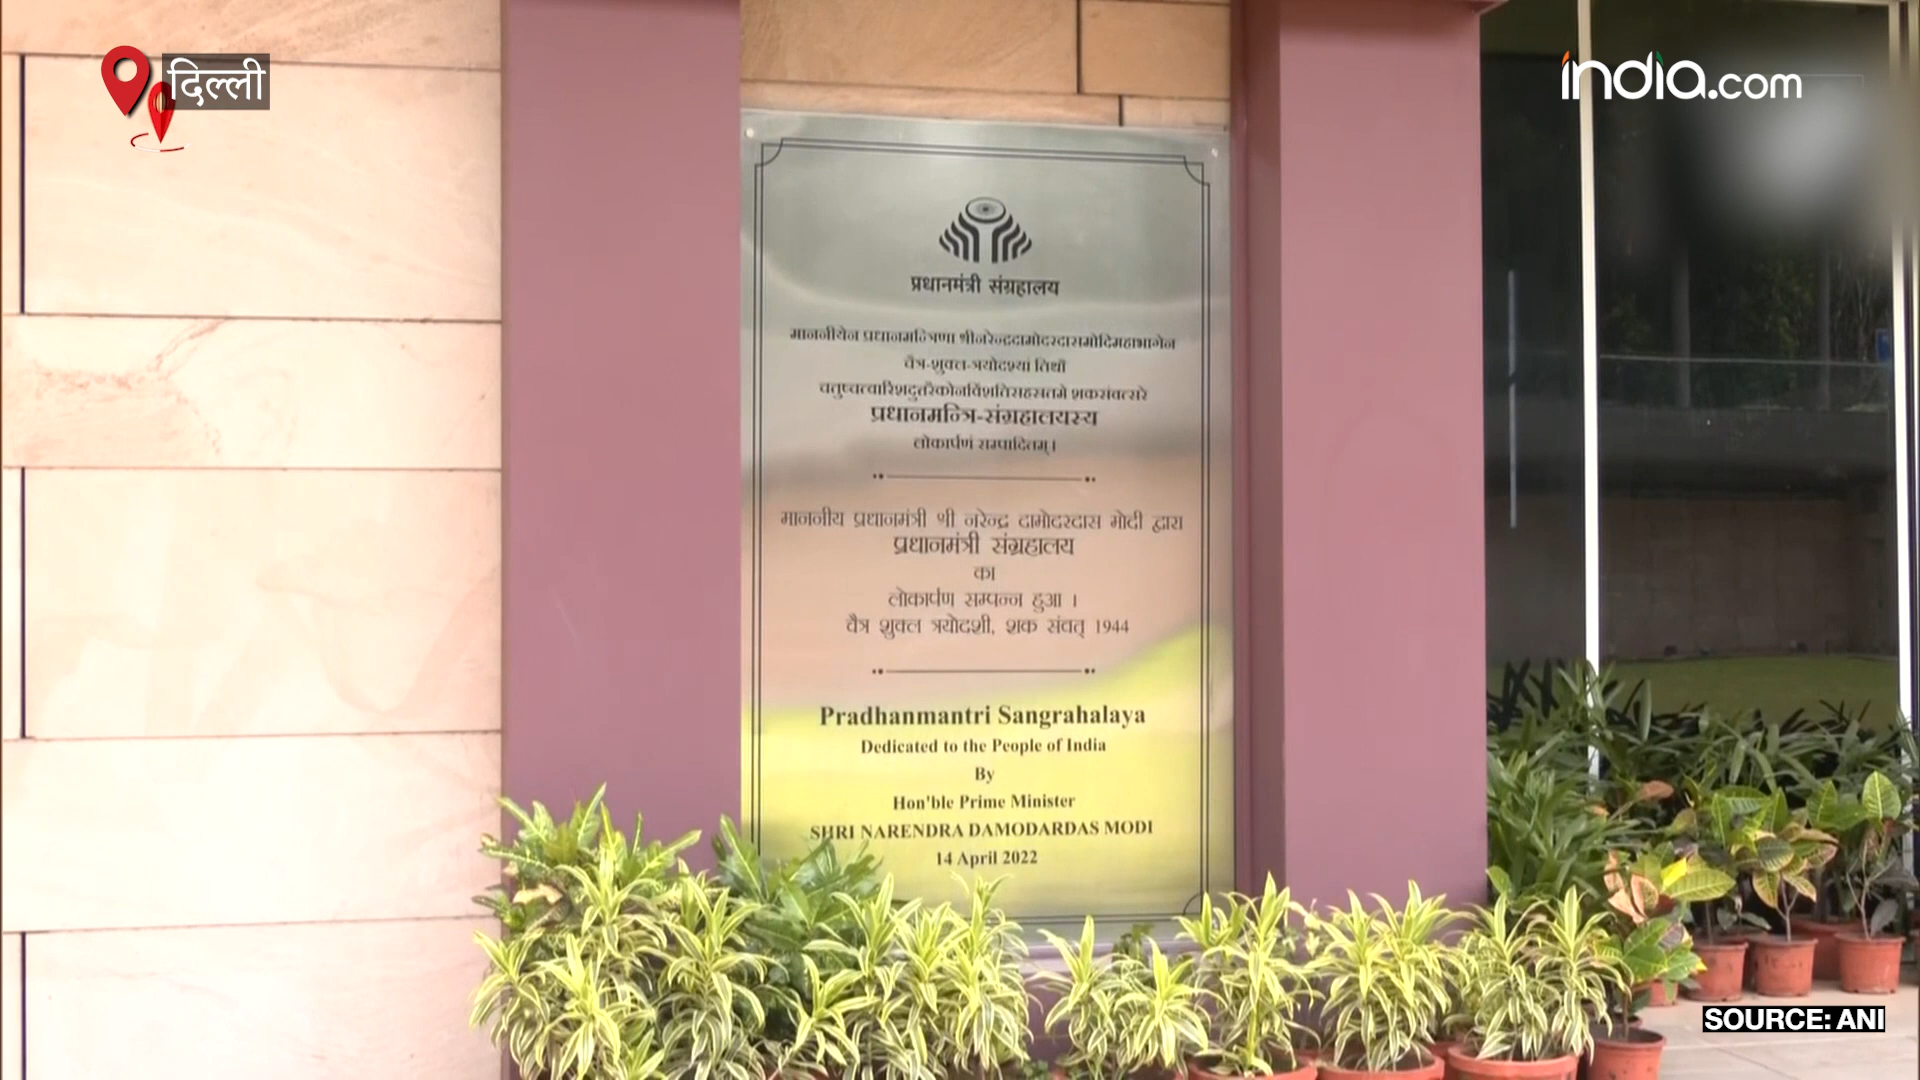 दिल्ली
india.com
प्रधानमंत्री संग्रहालय
माननीयेन प्रधानमन्त्रिणा श्रीनरेन्द्रदामोदरदासमोदिमहाभागेन
चैत्र-शुक्ल-त्रयोदश्यां तिथौ
चतुष्चत्वारिंशदुत्तरैकोनविंशतिसहस्रतमे शकसंवत्सरे
प्रधानमन्त्रि-संग्रहालयस्य
लोकार्पणं सम्पादितम्।
माननीय प्रधानमंत्री श्री नरेन्द्र दामोदरदास मोदी द्वारा
प्रधानमंत्री संग्रहालय
का
लोकार्पण सम्पन्न हुआ ।
चैत्र शुक्ल त्रयोदशी, शक संवत् 1944
Pradhanmantri Sangrahalaya
Dedicated to the People of India
By
Hon'ble Prime Minister
SHRI NARENDRA DAMODARDAS MODI
14 April 2022
SOURCE: ANI